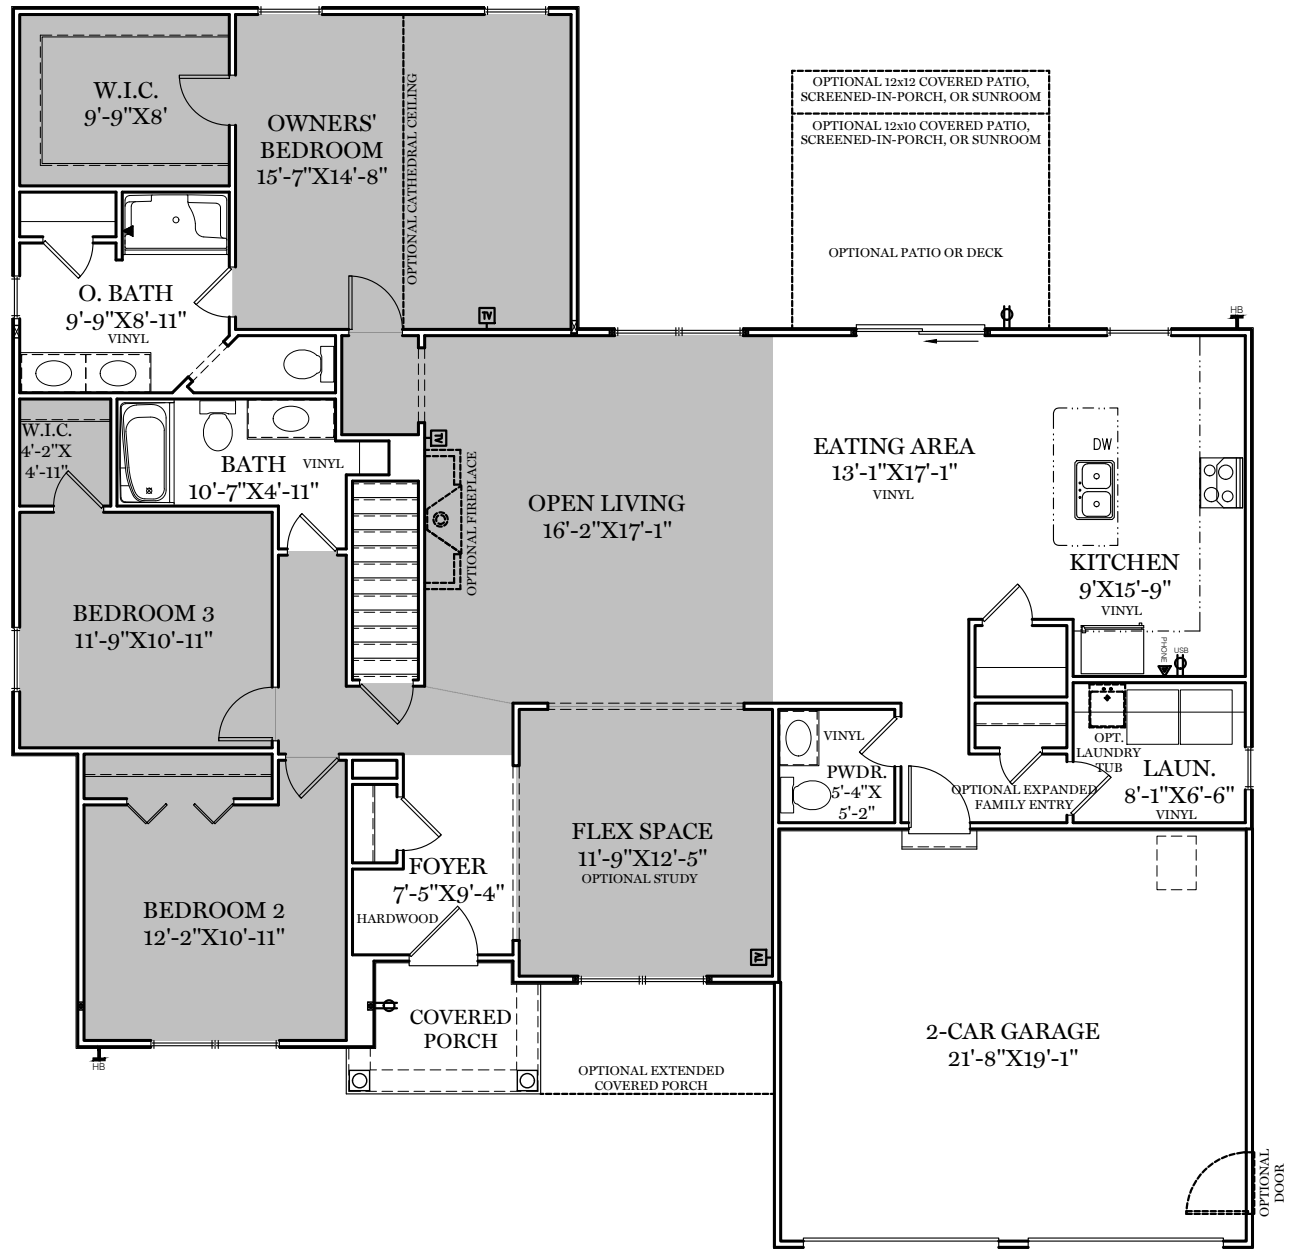 W.I.C.
9'-9"X8'
OWNERS'
BEDROOM
15'-7"X14'-8"
OPTIONAL CATHEDRAL CEILING
OPTIONAL 12x12 COVERED PATIO,
SCREENED-IN-PORCH, OR SUNROOM
OPTIONAL 12x10 COVERED PATIO,
SCREENED-IN-PORCH, OR SUNROOM
OPTIONAL PATIO OR DECK
O. BATH
9'-9"X8'-11"
VINYL
TV
HB
W.I.C.
4'-2"X
4'-11"
BATH
VINYL
10'-7"X4'-11"
TV
OPTIONAL FIREPLACE
OPEN LIVING
16'-2"X17'-1"
EATING AREA
13'-1"X17'-1"
VINYL
DW
KITCHEN
9'X15'-9"
VINYL
PHONE
USB
BEDROOM 3
11'-9"X10'-11"
VINYL
PWDR.
5'-4"X
5'-2"
OPT.
LAUNDRY
TUB
LAUN.
8'-1"X6'-6"
VINYL
OPTIONAL EXPANDED
FAMILY ENTRY
FLEX SPACE
11'-9"X12'-5"
OPTIONAL STUDY
TV
FOYER
7'-5"X9'-4"
HARDWOOD
BEDROOM 2
12'-2"X10'-11"
HB
COVERED
PORCH
OPTIONAL EXTENDED
COVERED PORCH
2-CAR GARAGE
21'-8"X19'-1"
OPTIONAL
DOOR